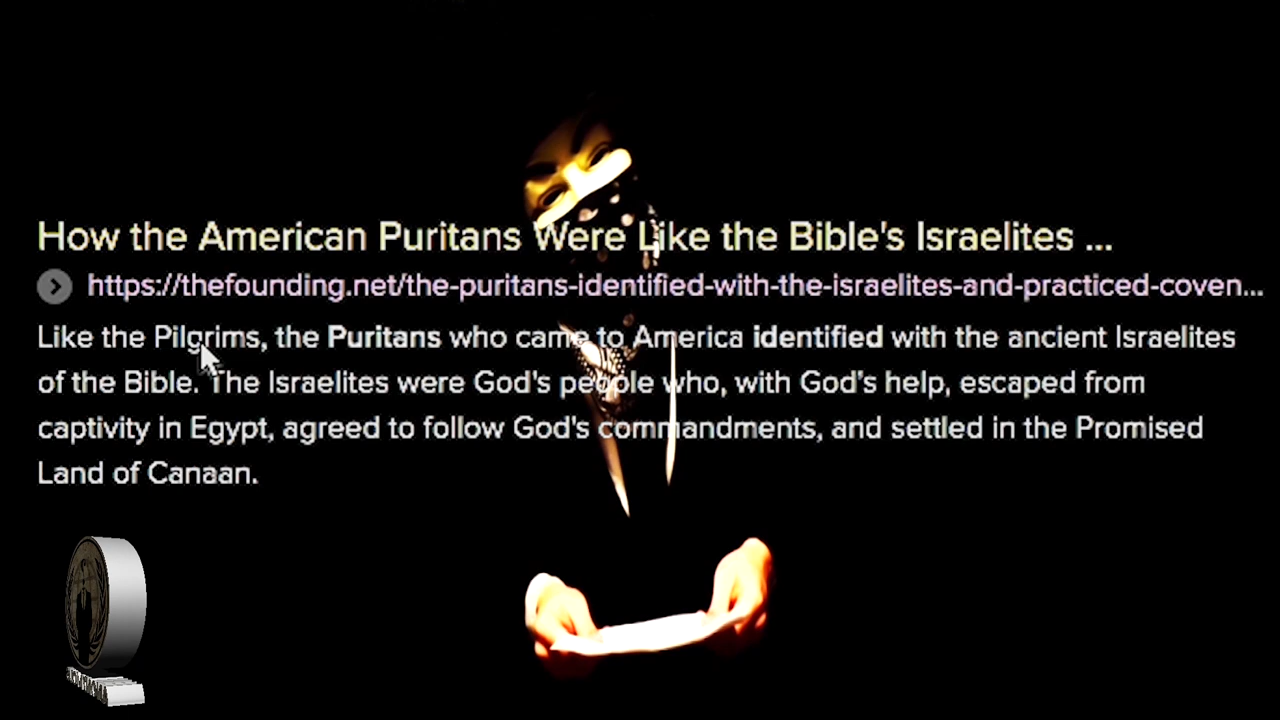 How the American Puritans Were Like the Bible's Israelites ...
https://thefounding.net/the-puritans-identified-with-the-israelites-and-practiced-coven...
Like the Pilgrims, the Puritans who came to America identified with the ancient Israelites
of the Bible. The Israelites were God's people who, with God's help, escaped from
captivity in Egypt, agreed to follow God's commandments, and settled in the Promised
Land of Canaan.